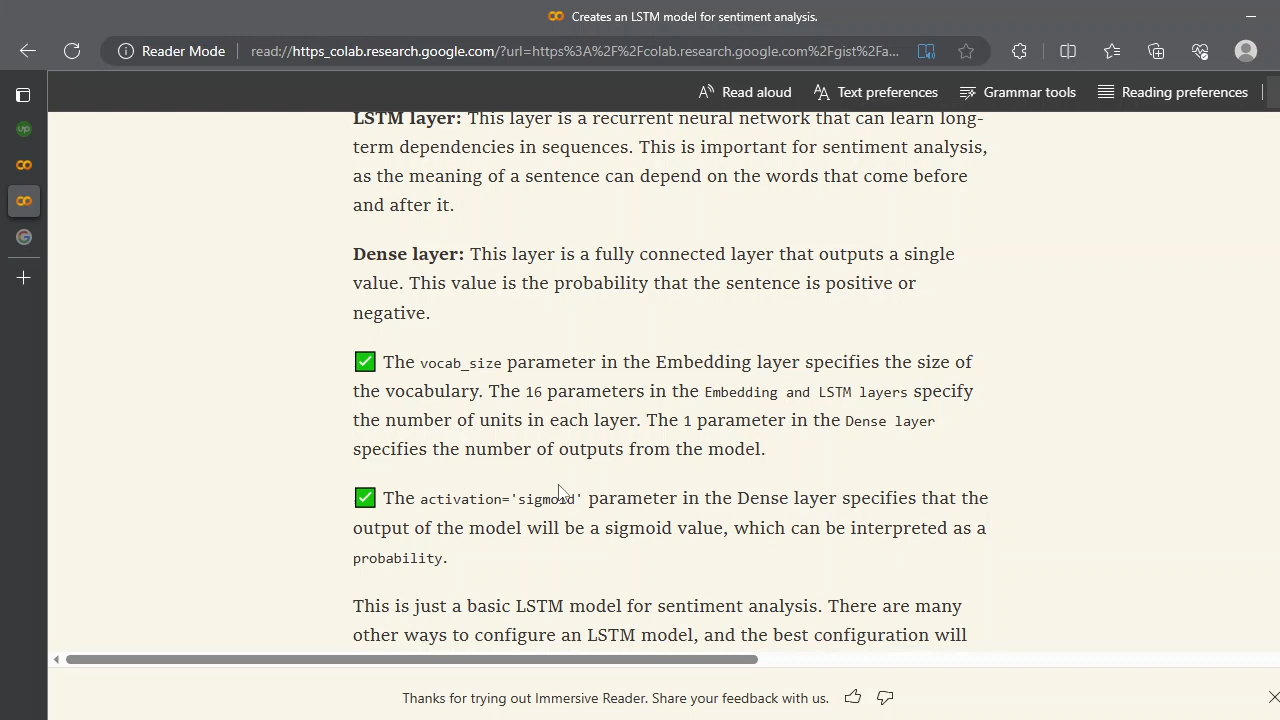 Creates an LSTM model for sentiment analysis.
Reader Mode
read://https_colab.research.google.com/?url=https%3A%2F%2Fcolab.research.google.com%2Fgist%2Fa...
up
Read aloud
Text preferences
Grammar tools
Reading preferences
LSTM layer: This layer is a recurrent neural network that can learn long-
term dependencies in sequences. This is important for sentiment analysis,
as the meaning of a sentence can depend on the words that come before
and after it.
Dense layer: This layer is a fully connected layer that outputs a single
value. This value is the probability that the sentence is positive or
negative.
✅ The vocab_size parameter in the Embedding layer specifies the size of
the vocabulary. The 16 parameters in the Embedding and LSTM layers specify
the number of units in each layer. The 1 parameter in the Dense layer
specifies the number of outputs from the model.
✅ The activation='sigmoid' parameter in the Dense layer specifies that the
output of the model will be a sigmoid value, which can be interpreted as a
probability.
This is just a basic LSTM model for sentiment analysis. There are many
other ways to configure an LSTM model, and the best configuration will
Thanks for trying out Immersive Reader. Share your feedback with us.